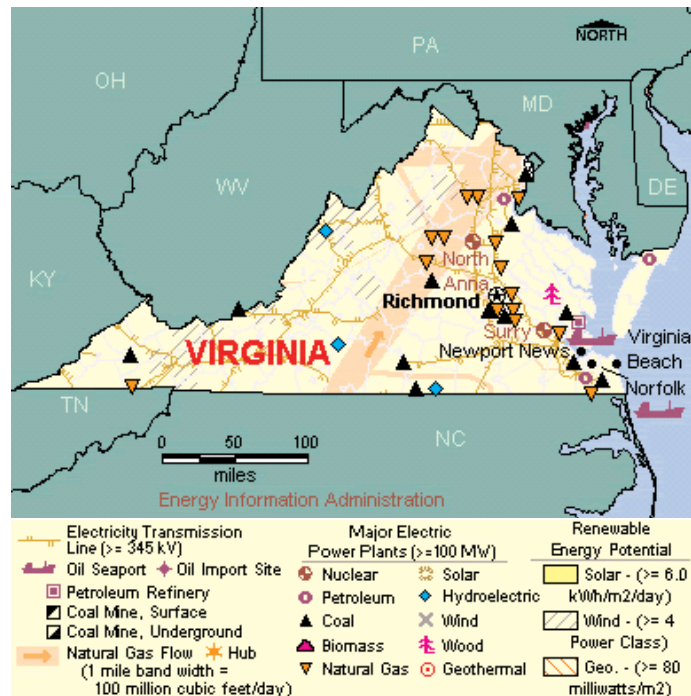 PA
NORTH
OH
MD
WV
DE
KY
North
Anna
Richmond
Surry
VIRGINIA
Newport News
Virginia
Beach
Norfolk
TN
NC
0 50 100
miles
Energy Information Administration
Electricity Transmission
Line (>= 345 kV)
Oil Seaport Oil Import Site
Petroleum Refinery
Coal Mine, Surface
Coal Mine, Underground
Natural Gas Flow Hub
(1 mile band width =
100 million cubic feet/day)
Major Electric
Power Plants (>=100 MW)
Nuclear Solar
Petroleum Hydroelectric
Coal Wind
Biomass Wood
Natural Gas Geothermal
Renewable
Energy Potential
Solar - (>= 6.0
kWh/m2/day)
Wind - (>= 4
Power Class)
Geo. - (>= 80
milliwatts/m2)